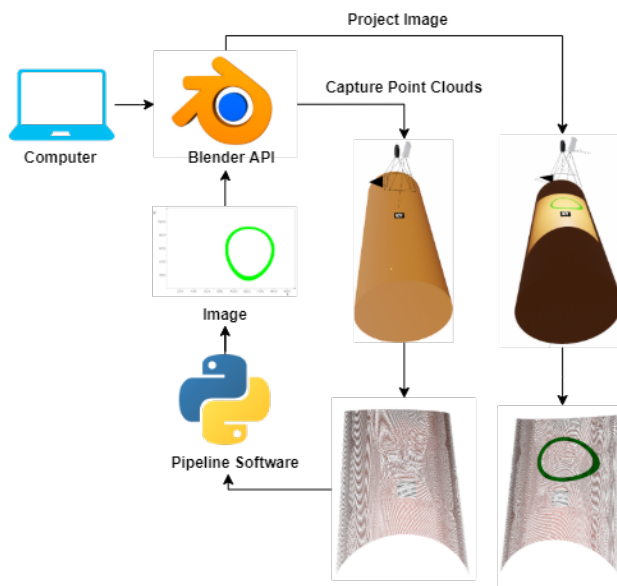 Project Image
Capture Point Clouds
Computer
Blender API
Image
Pipeline Software